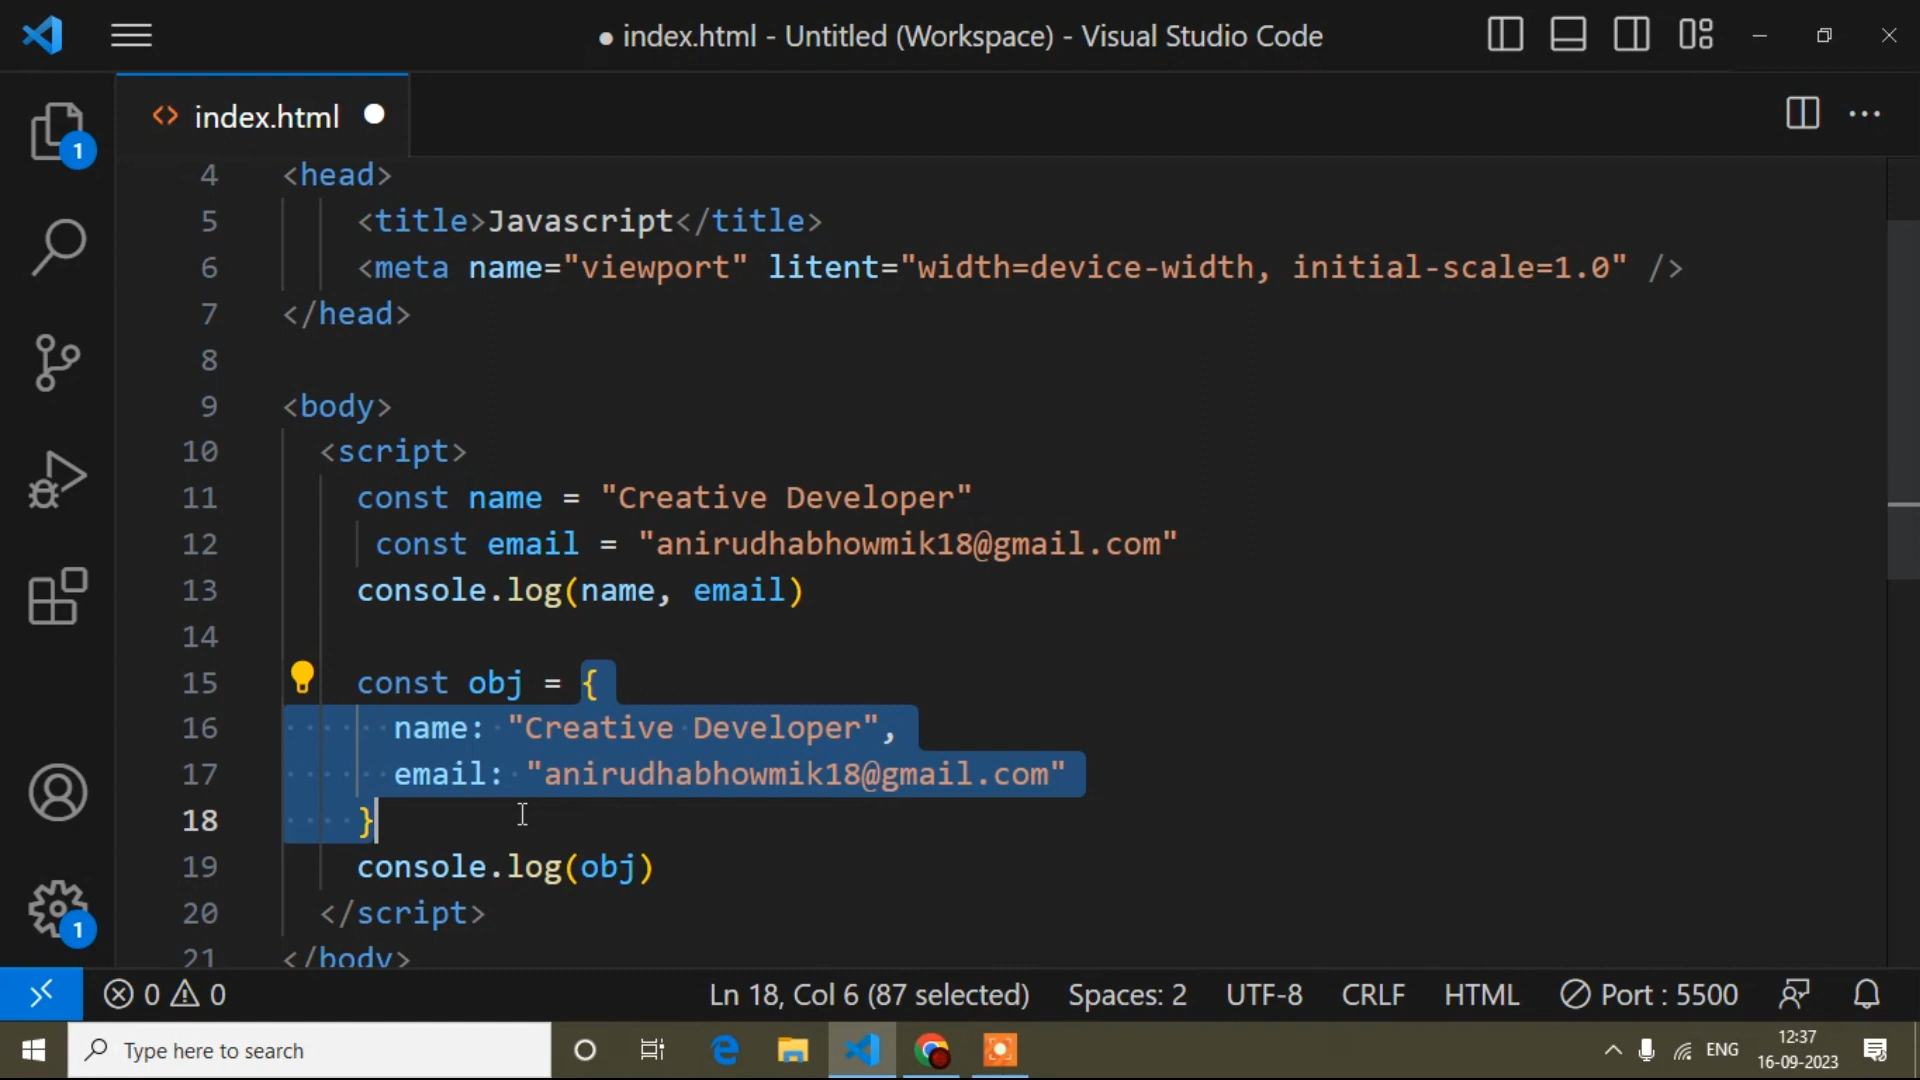 ● index.html - Untitled (Workspace) - Visual Studio Code
<> index.html ●
1
4 <head>
5 <title>Javascript</title>
6 <meta name="viewport" litent="width=device-width, initial-scale=1.0" />
7 </head>
8
9 <body>
10 <script>
11 const name = "Creative Developer"
12 const email = "anirudhabhowmik18@gmail.com"
13 console.log(name, email)
14
15 const obj = {
16 name: "Creative Developer",
17 email: "anirudhabhowmik18@gmail.com"
18 }
19 console.log(obj)
20 </script>
21 </body>
1
0 0 Ln 18, Col 6 (87 selected) Spaces: 2 UTF-8 CRLF HTML Port : 5500
Type here to search ENG 12:37
16-09-2023